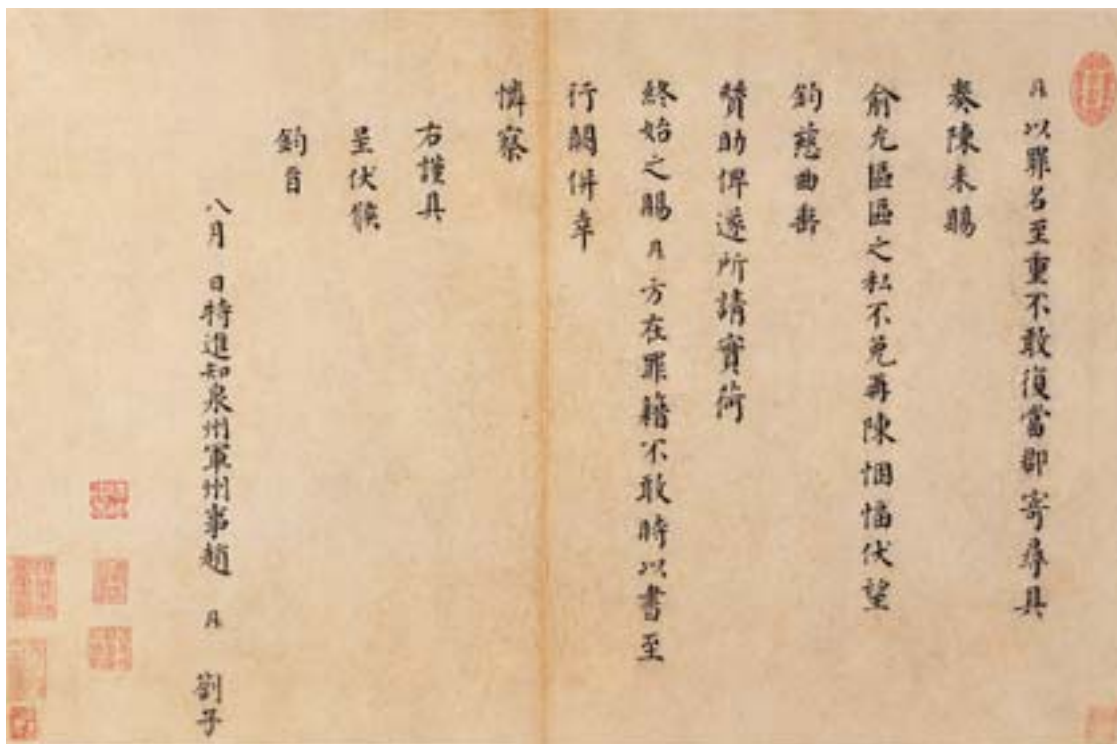 鼎以罪名至重不敢復當郡寄尋具
奏陳未賜
俞允區區之私不免再陳悃愊伏望
鈞慈曲垂
贊助俾遂所請實荷
終始之賜鼎方在罪籍不敢時以書至
行闕併幸
憐察
右謹具
呈伏候
鈞旨
八月 日特進知泉州軍州事趙 鼎 劄子